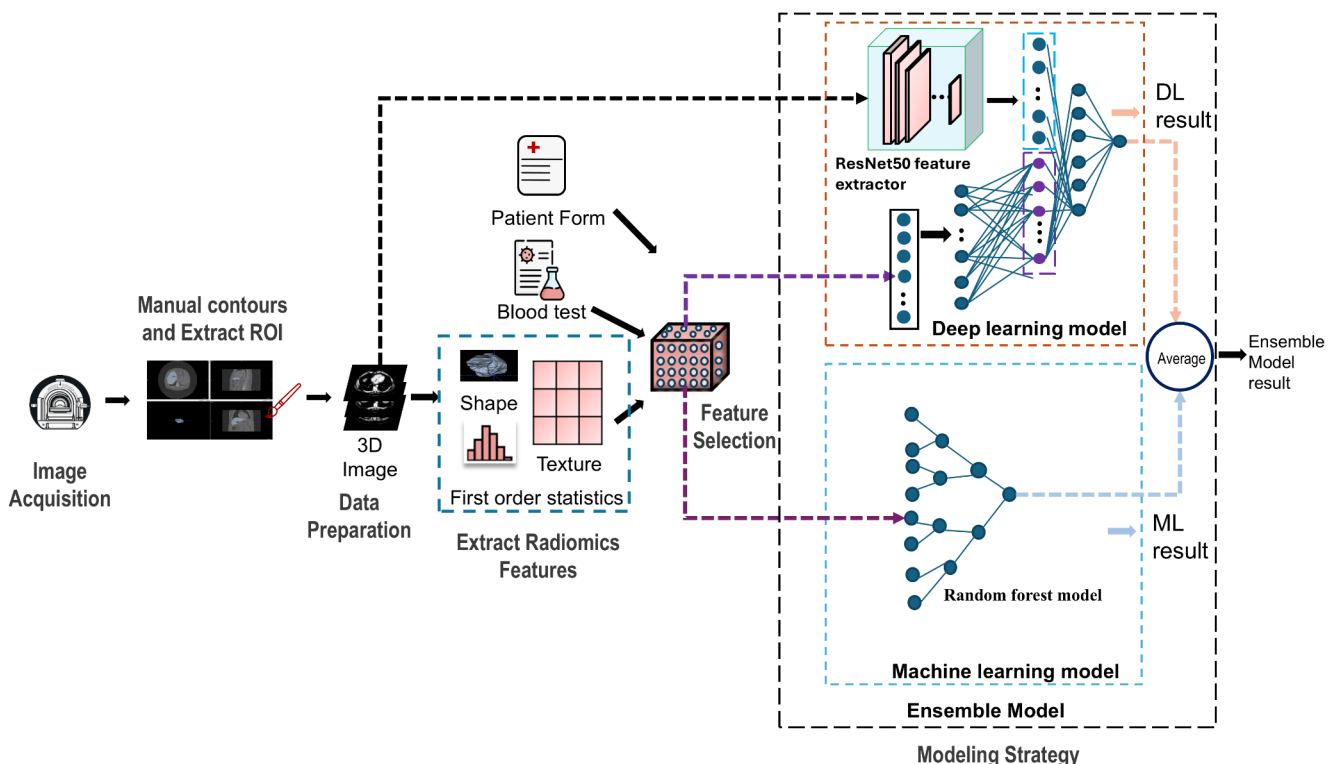 Image
Acquisition
Manual contours
and Extract ROI
3D
Image
Data
Preparation
Patient Form
Blood test
Shape
Texture
First order statistics
Extract Radiomics
Features
Feature
Selection
ResNet50 feature
extractor
Deep learning model
DL
result
Random forest model
Machine learning model
ML
result
Average
Ensemble
Model
result
Ensemble Model
Modeling Strategy